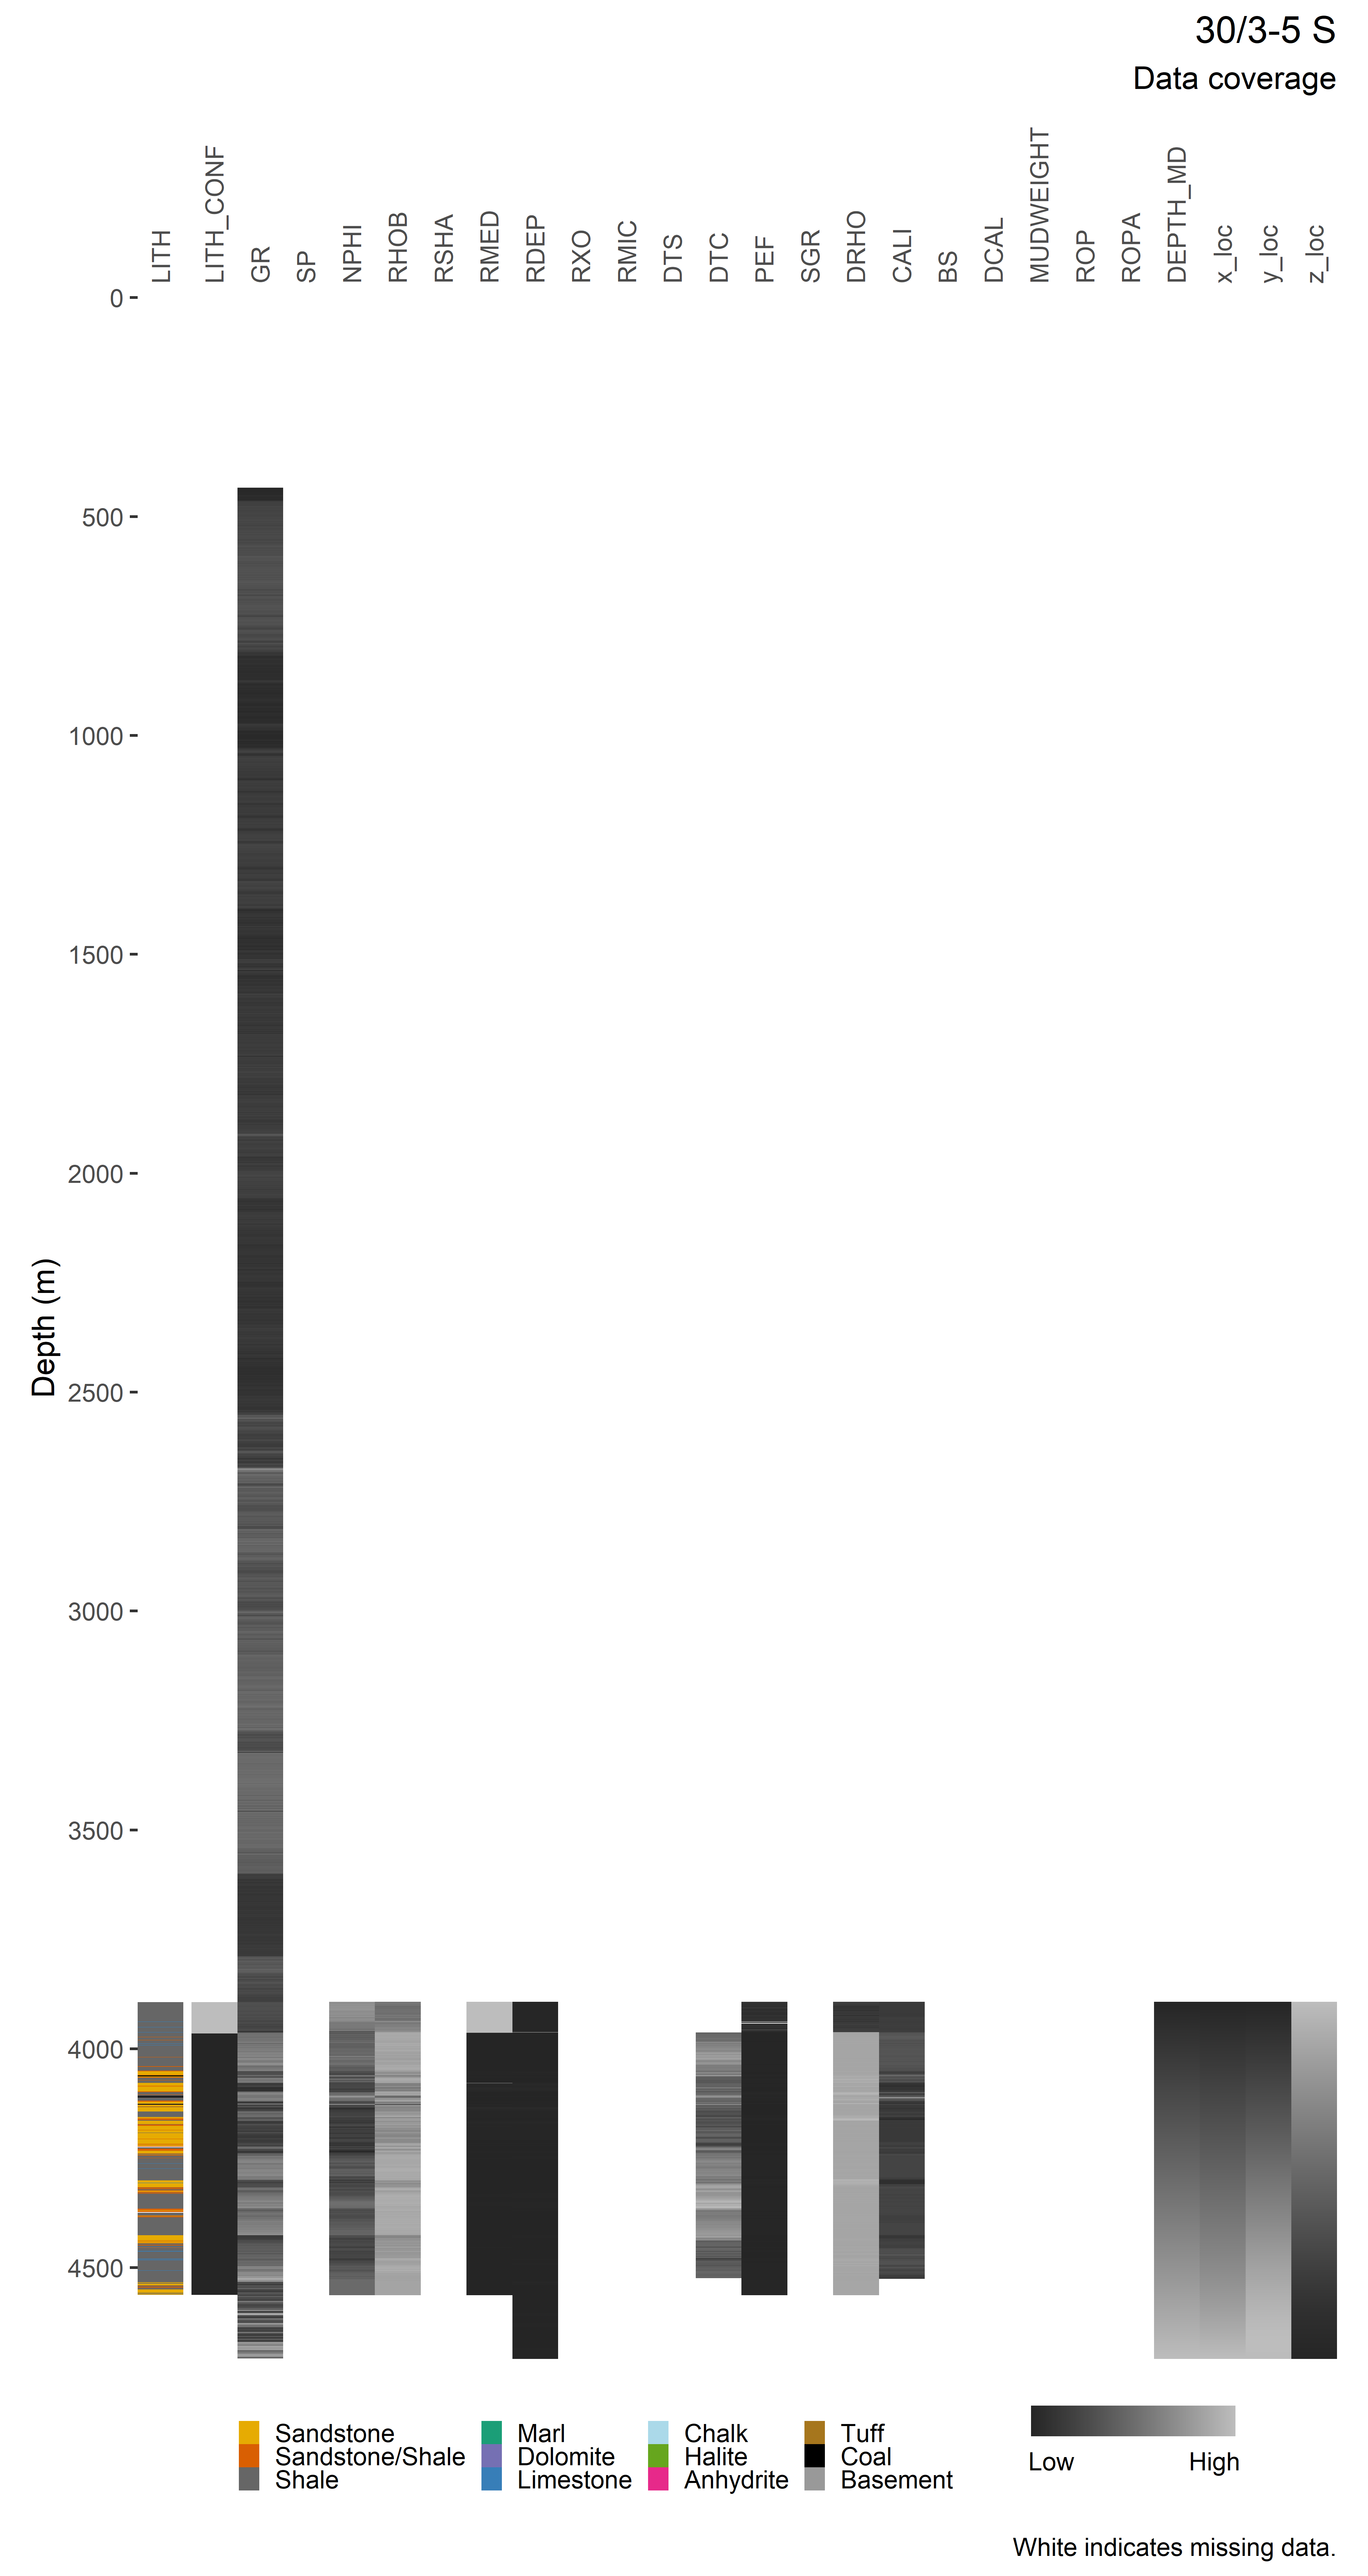 30/3-5 S
Data coverage
LITH
LITH_CONF
GR
SP
NPHI
RHOB
RSHA
RMED
RDEP
RXO
RMIC
DTS
DTC
PEF
SGR
DRHO
CALI
BS
DCAL
MUDWEIGHT
ROP
ROPA
DEPTH_MD
x_loc
y_loc
z_loc
Depth (m)
0
500
1000
1500
2000
2500
3000
3500
4000
4500
Sandstone Marl Chalk Tuff
Sandstone/Shale Dolomite Halite Coal
Shale Limestone Anhydrite Basement
Low High
White indicates missing data.